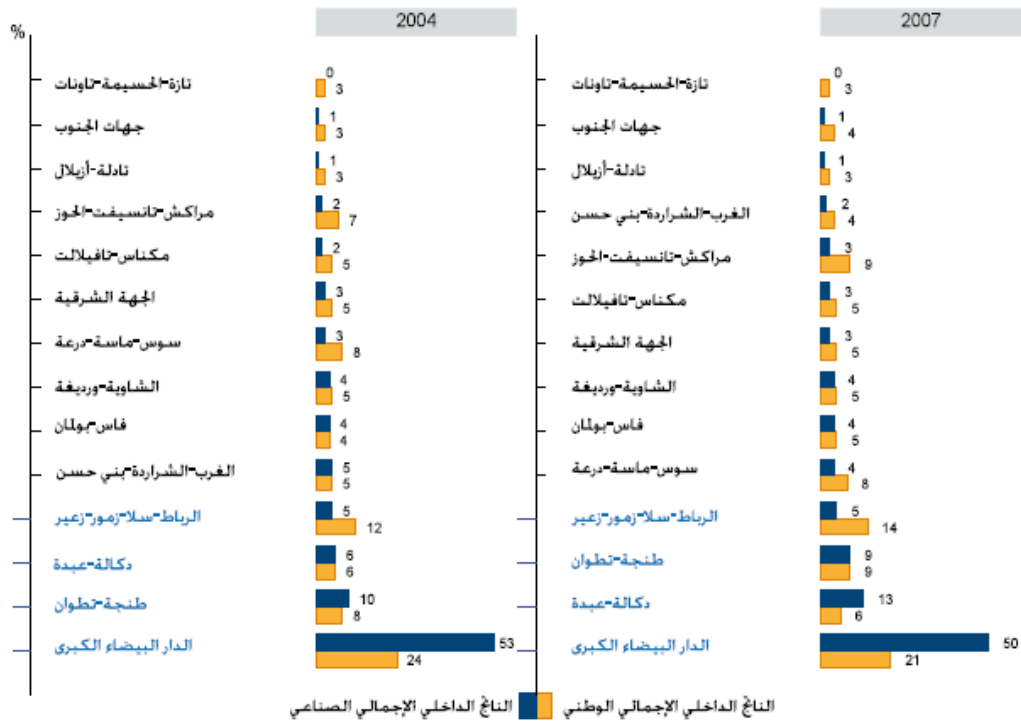 2004
2007
%
تازة-الحسيمة-تاونات
0
3
جهات الجنوب
1
3
تادلة-أزيلال
1
3
مراكش-تانسيفت-الحوز
2
7
مكناس-تافيلالت
2
5
الجهة الشرقية
3
5
سوس-ماسة-درعة
3
8
الشاوية-ورديغة
4
5
فاس-بولمان
4
4
الغرب-الشراردة-بني حسن
5
5
الرباط-سلا-زمور-زعير
5
12
دكالة-عبدة
6
6
طنجة-تطوان
10
8
الدار البيضاء الكبرى
53
24
تازة-الحسيمة-تاونات
0
3
جهات الجنوب
1
4
تادلة-أزيلال
1
3
الغرب-الشراردة-بني حسن
2
4
مراكش-تانسيفت-الحوز
3
9
مكناس-تافيلالت
3
5
الجهة الشرقية
3
5
الشاوية-ورديغة
4
5
فاس-بولمان
4
5
سوس-ماسة-درعة
4
8
الرباط-سلا-زمور-زعير
5
14
طنجة-تطوان
9
9
دكالة-عبدة
13
6
الدار البيضاء الكبرى
50
21
الناتج الداخلي الإجمالي الوطني
الناتج الداخلي الإجمالي الصناعي